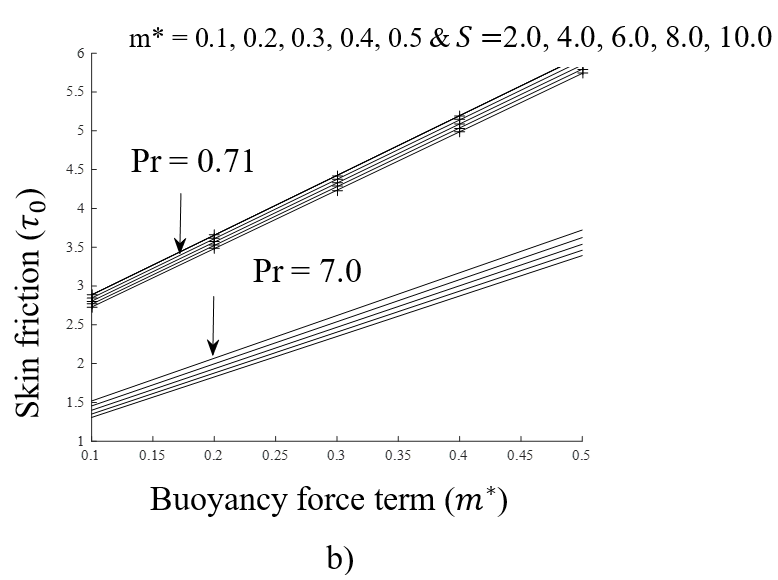 m* = 0.1, 0.2, 0.3, 0.4, 0.5 & S =2.0, 4.0, 6.0, 8.0, 10.0
6
5.5
5
4.5
4
3.5
3
2.5
2
1.5
1
Pr = 0.71
Pr = 7.0
Skin friction (τ₀)
0.1 0.15 0.2 0.25 0.3 0.35 0.4 0.45 0.5
Buoyancy force term (m*)
b)